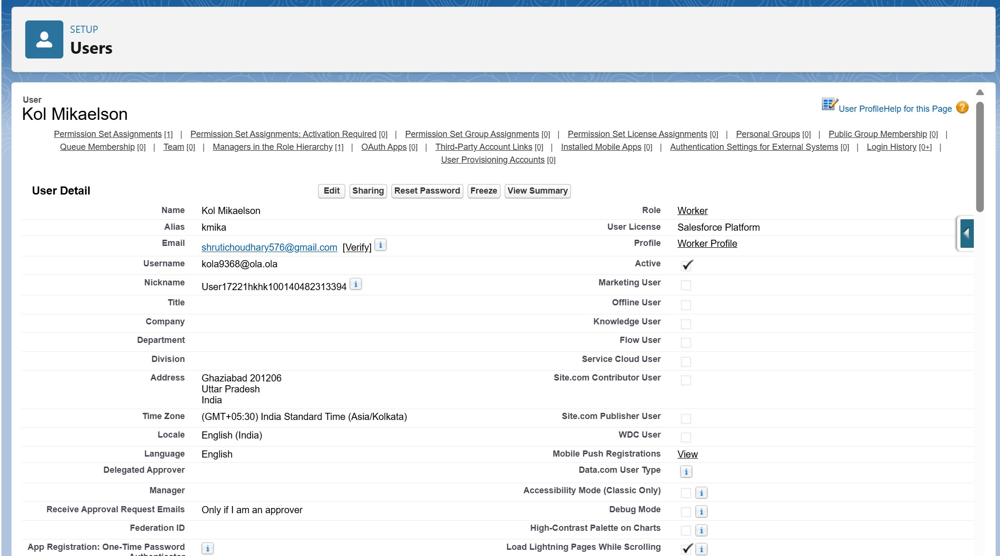 SETUP
Users
User
Kol Mikaelson
User ProfileHelp for this Page ?
Permission Set Assignments [1] | Permission Set Assignments: Activation Required [0] | Permission Set Group Assignments [0] | Permission Set License Assignments [0] | Personal Groups [0] | Public Group Membership [0] |
Queue Membership [0] | Team [0] | Managers in the Role Hierarchy [1] | OAuth Apps [0] | Third-Party Account Links [0] | Installed Mobile Apps [0] | Authentication Settings for External Systems [0] | Login History [0+] |
User Provisioning Accounts [0]
User Detail Edit Sharing Reset Password Freeze View Summary
Name Kol Mikaelson Role Worker
Alias kmika User License Salesforce Platform
Email shrutichoudhary576@gmail.com [Verify] i Profile Worker Profile
Username kola9368@ola.ola Active
Nickname User17221hkhk100140482313394 i Marketing User
Title Offline User
Company Knowledge User
Department Flow User
Division Service Cloud User
Address Ghaziabad 201206 Site.com Contributor User
Uttar Pradesh
India
Time Zone (GMT+05:30) India Standard Time (Asia/Kolkata) Site.com Publisher User
Locale English (India) WDC User
Language English Mobile Push Registrations View
Delegated Approver Data.com User Type i
Manager Accessibility Mode (Classic Only) i
Receive Approval Request Emails Only if I am an approver Debug Mode i
Federation ID High-Contrast Palette on Charts i
App Registration: One-Time Password i Load Lightning Pages While Scrolling i